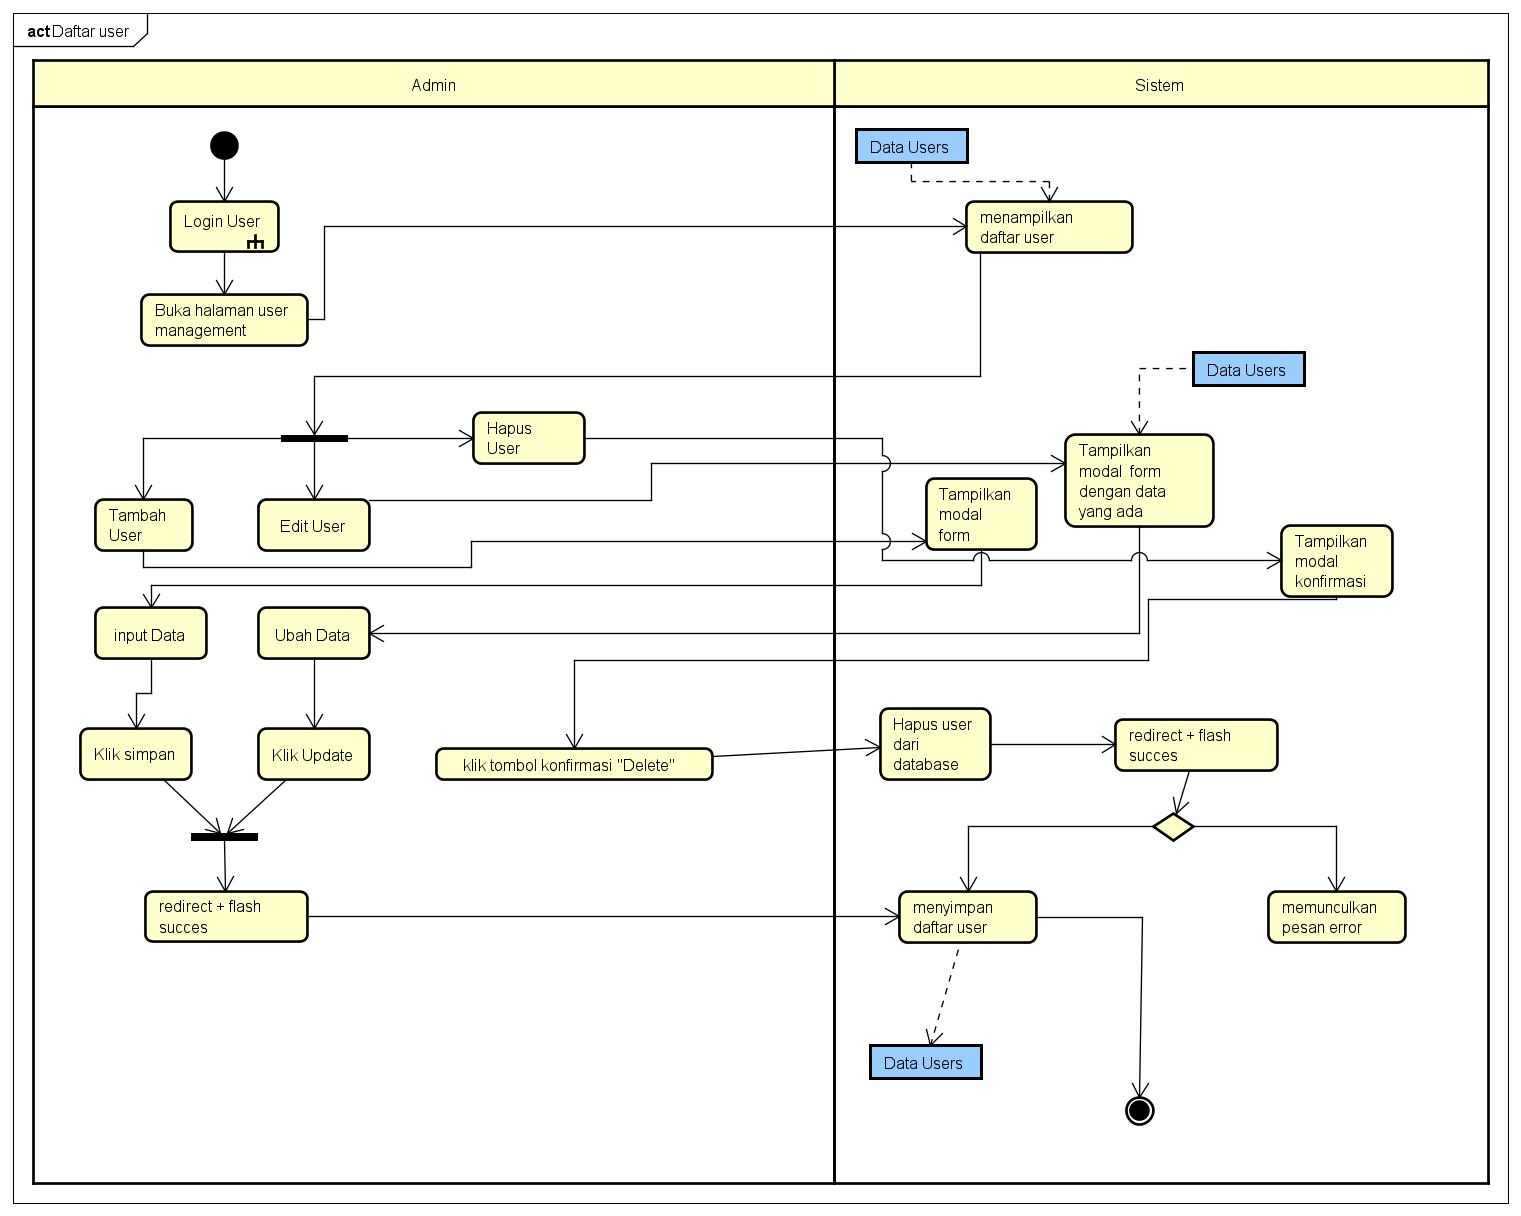 act Daftar user
Admin
Sistem
Data Users
Login User
menampilkan
daftar user
Buka halaman user
management
Data Users
Hapus
User
Tampilkan
modal  form
dengan data
yang ada
Tampilkan
modal
form
Tambah
User
Edit User
Tampilkan
modal
konfirmasi
input Data
Ubah Data
Klik simpan
Klik Update
klik tombol konfirmasi "Delete"
Hapus user
dari
database
redirect + flash
succes
redirect + flash
succes
menyimpan
daftar user
memunculkan
pesan error
Data Users